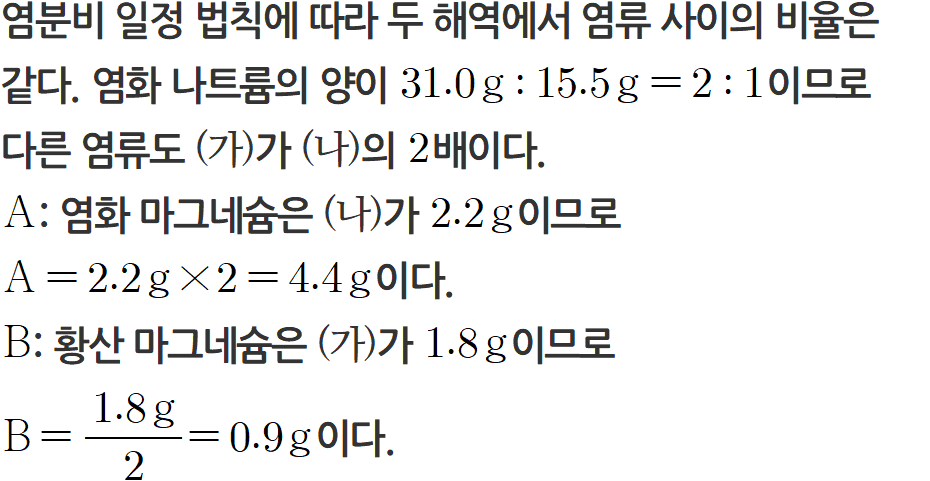 염분비 일정 법칙에 따라 두 해역에서 염류 사이의 비율은
같다. 염화 나트륨의 양이 31.0 g : 15.5 g = 2 : 1이므로
다른 염류도 (가)가 (나)의 2배이다.
A: 염화 마그네슘은 (나)가 2.2 g이므로
A = 2.2 g × 2 = 4.4 g이다.
B: 황산 마그네슘은 (가)가 1.8 g이므로
B = 1.8 g / 2 = 0.9 g이다.